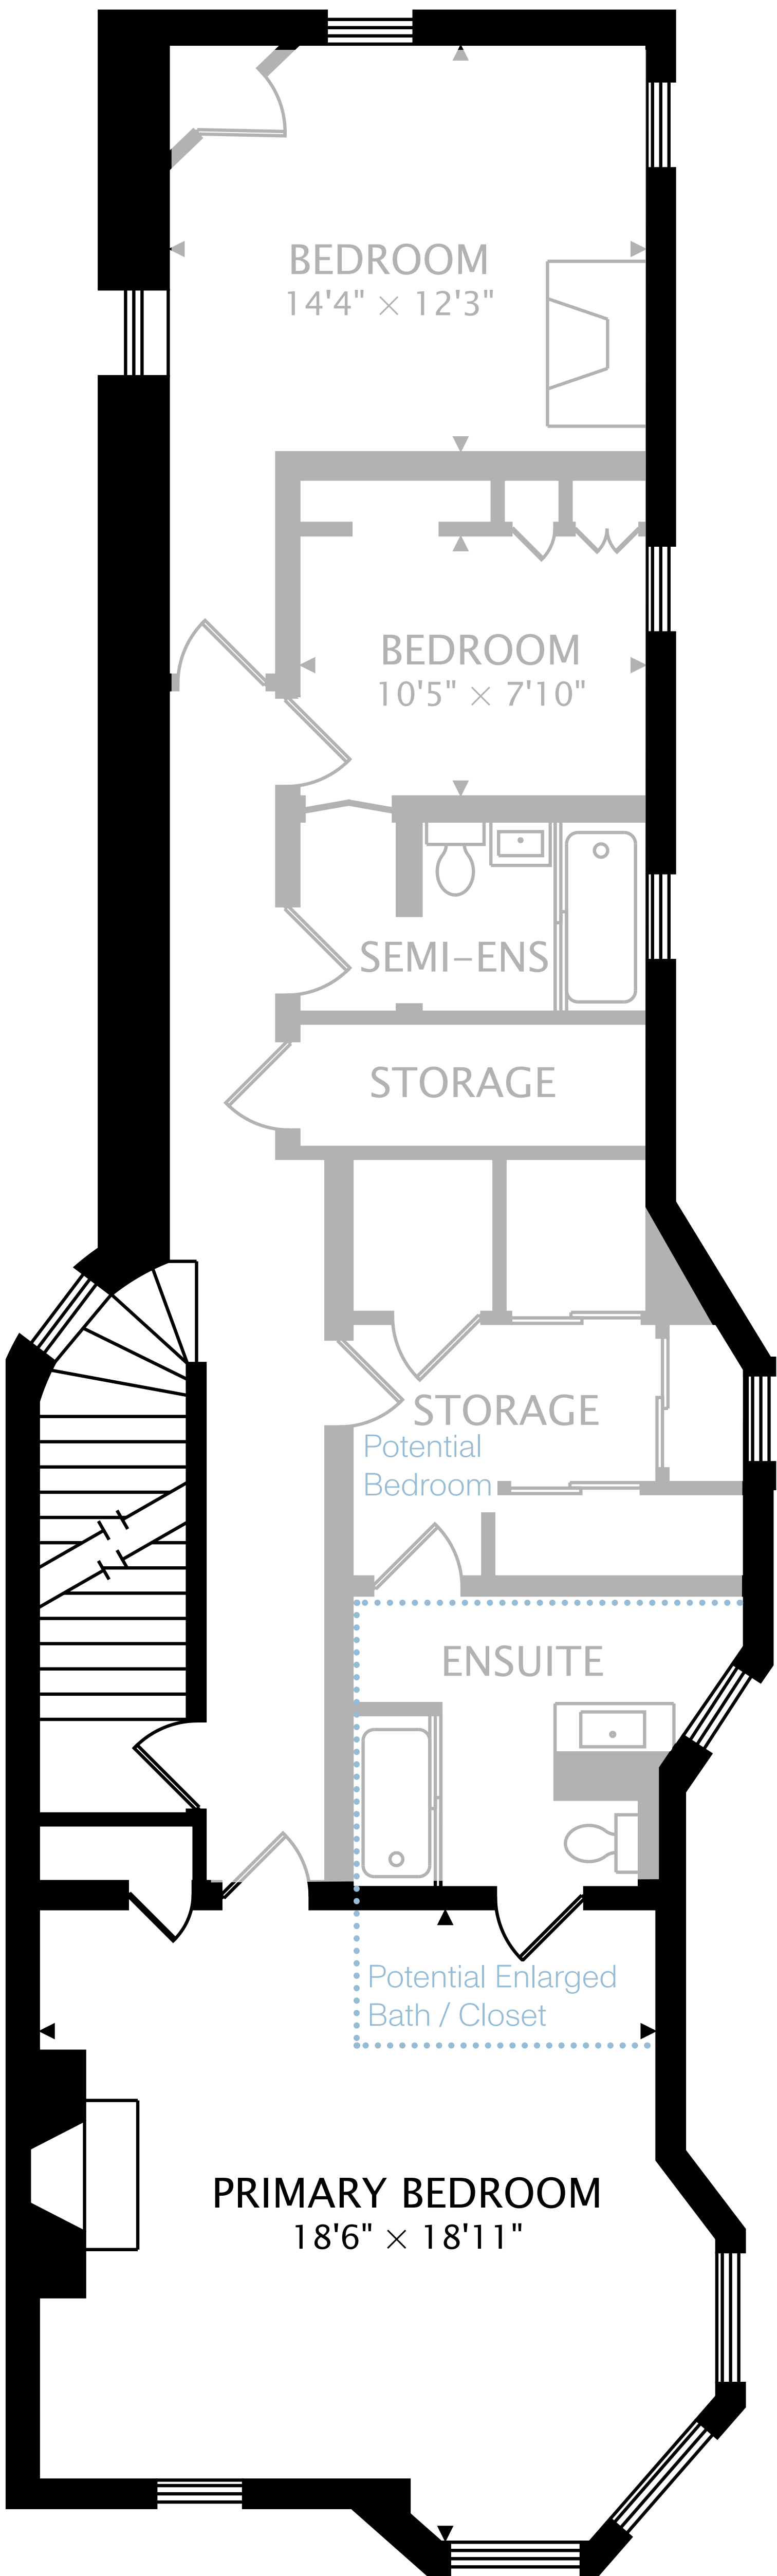 BEDROOM
14'4" × 12'3"
BEDROOM
10'5" × 7'10"
SEMI-ENS
STORAGE
STORAGE
Potential
Bedroom
ENSUITE
Potential Enlarged
Bath / Closet
PRIMARY BEDROOM
18'6" × 18'11"